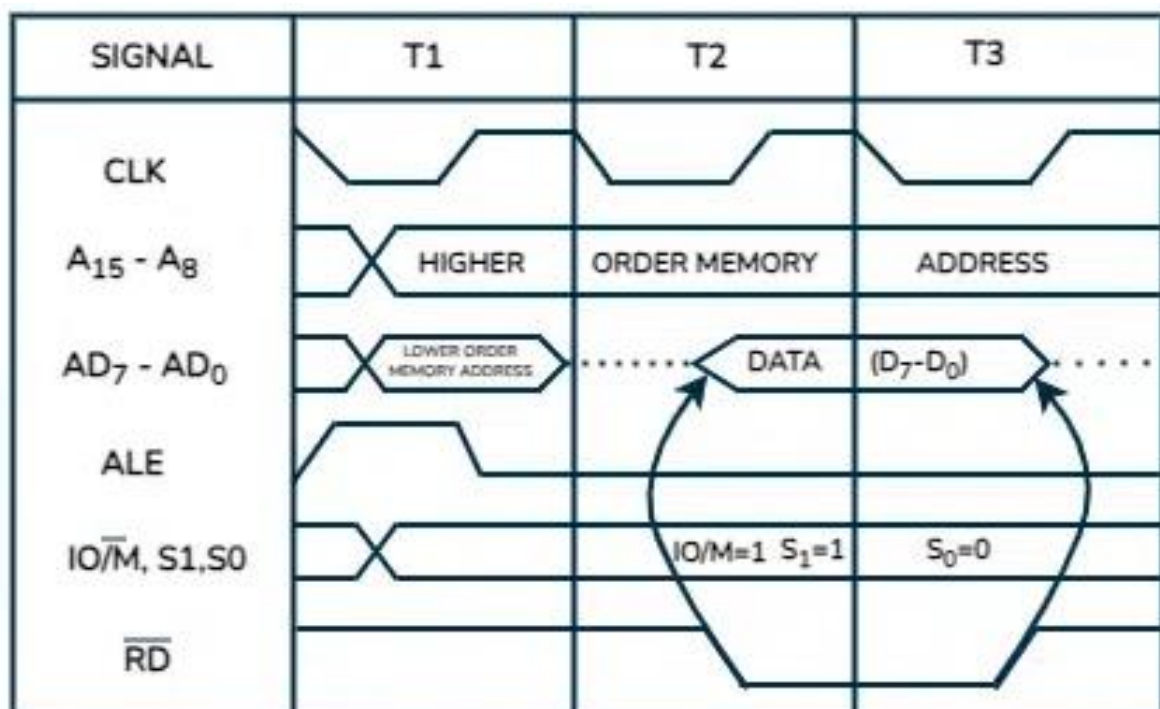 SIGNAL T1 T2 T3
CLK
A₁₅ - A₈ HIGHER ORDER MEMORY ADDRESS
AD₇ - AD₀ LOWER ORDER MEMORY ADDRESS DATA (D₇-D₀)
ALE
IO/M̅, S1,S0 IO/M=1 S₁=1 S₀=0
R̅D̅